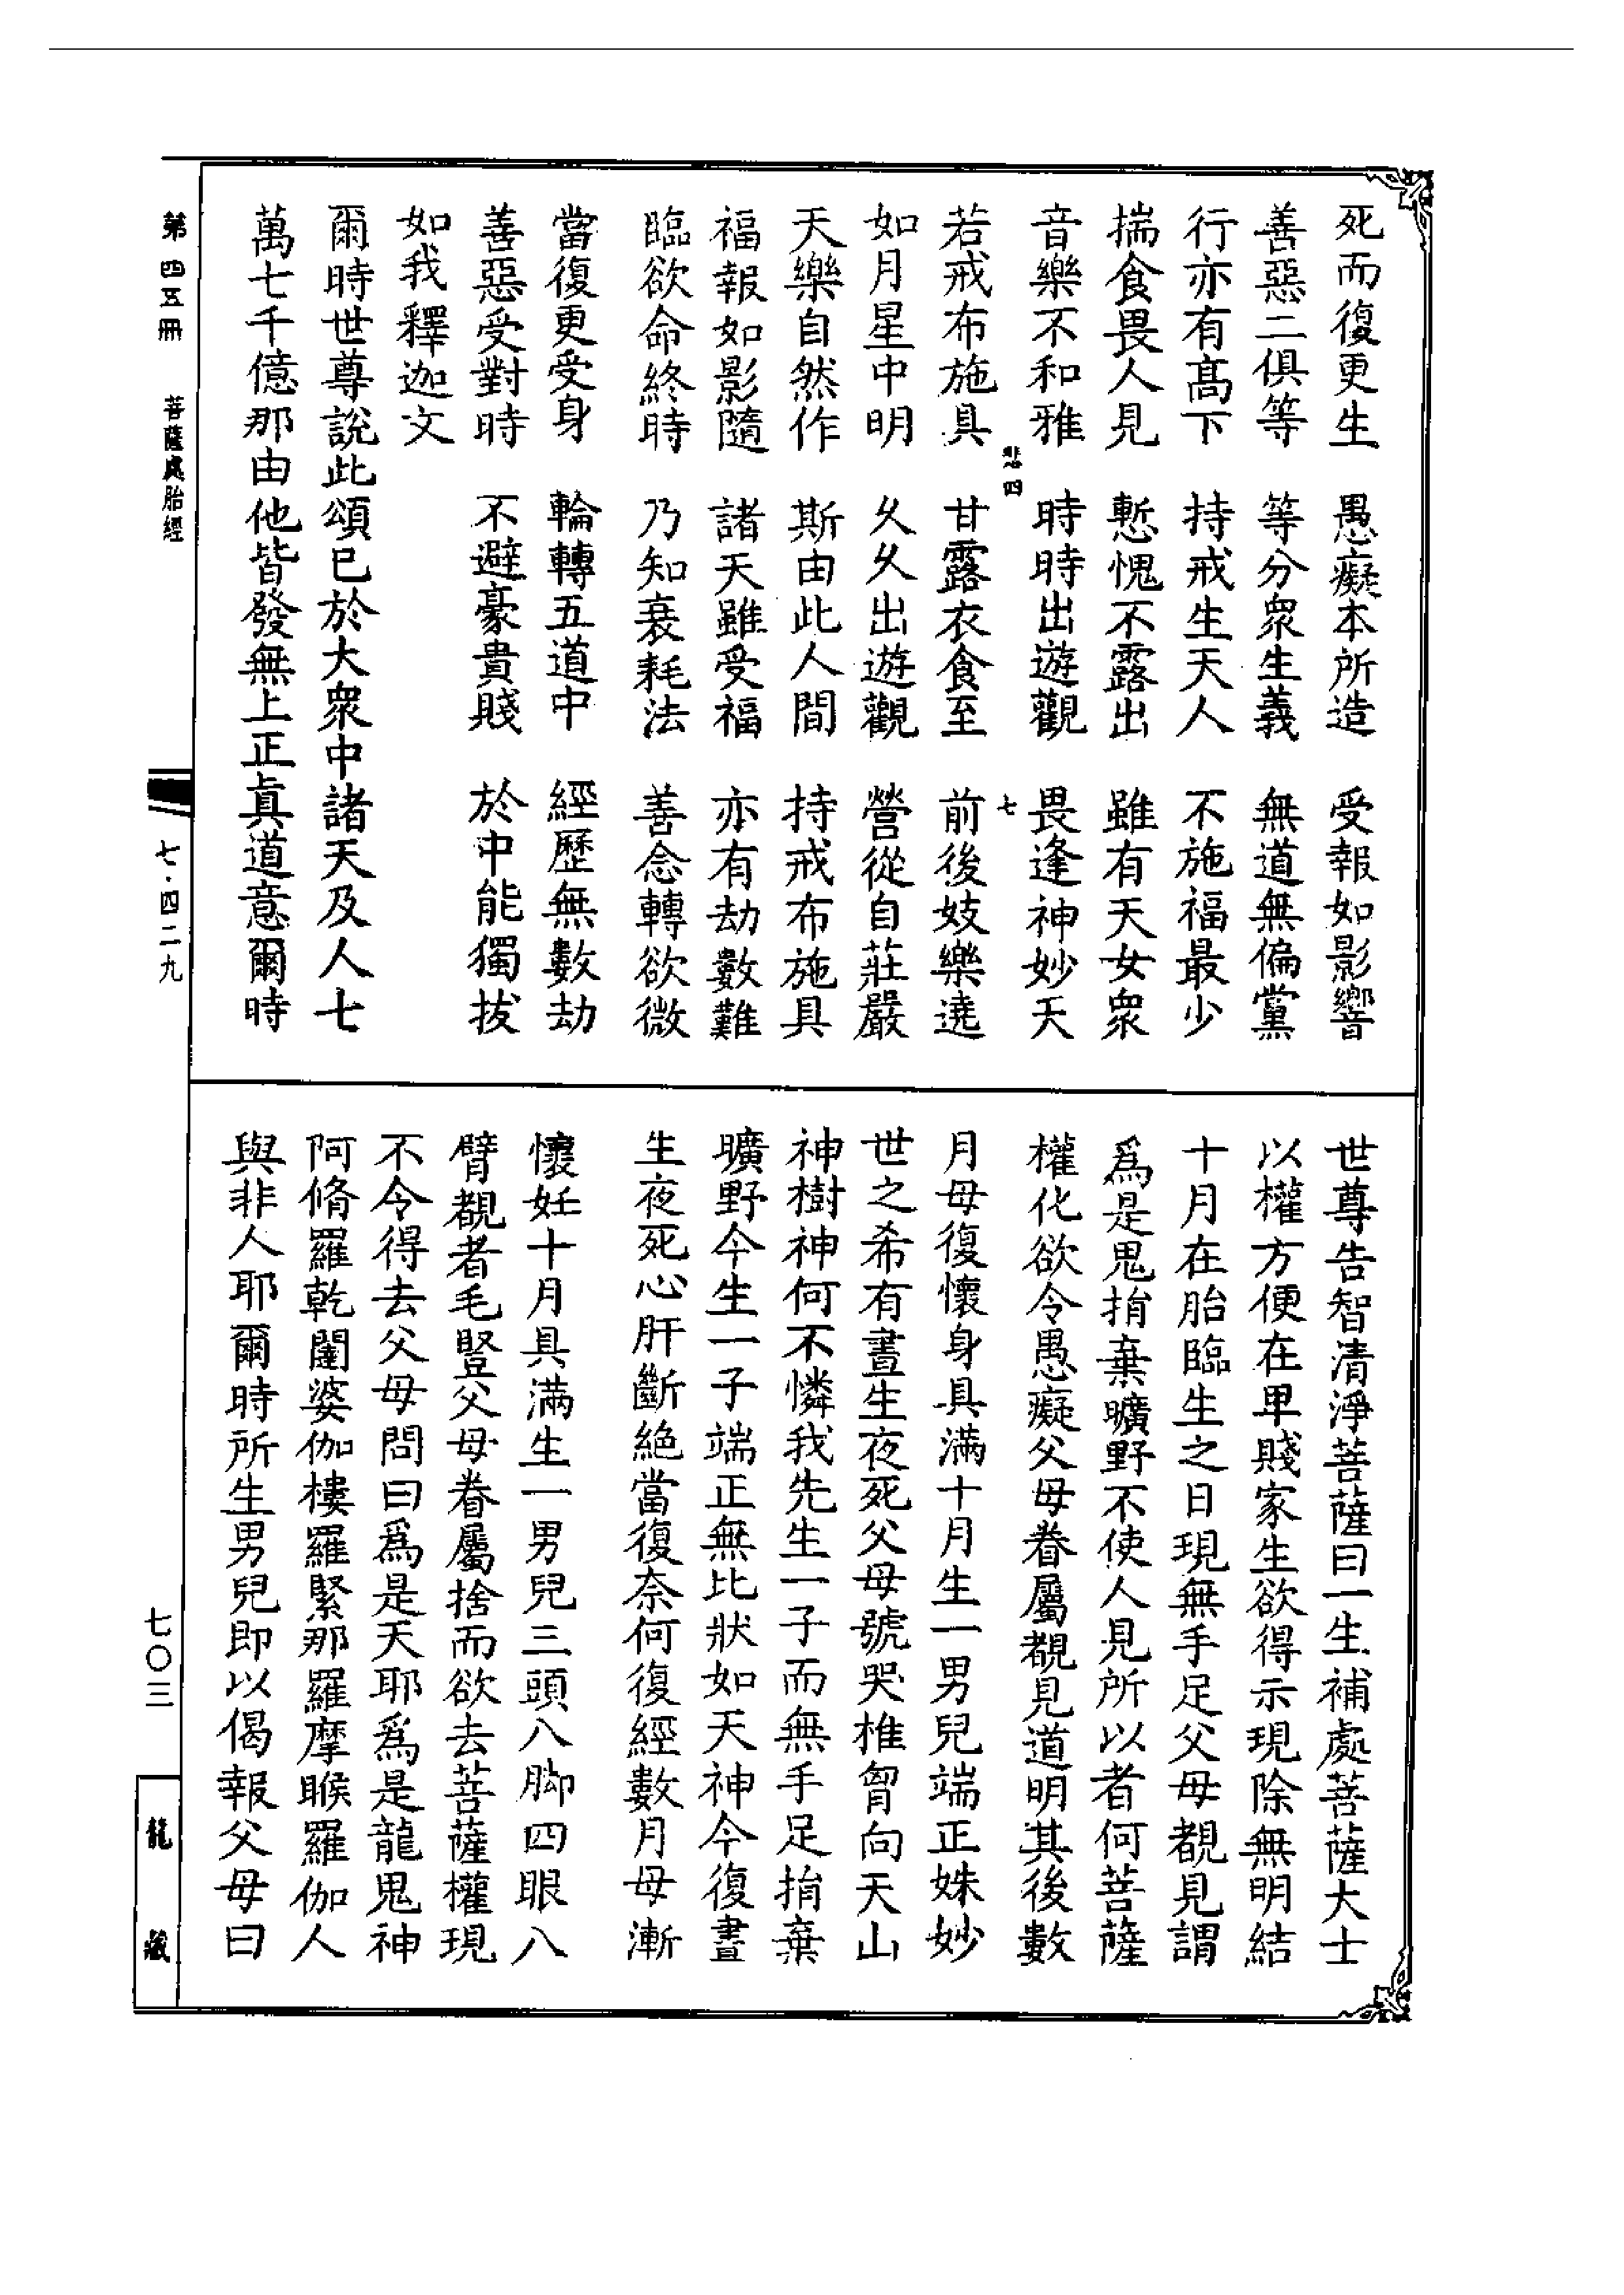 死而復更生　愚癡本所造　受報如影響
善惡二俱等　等分衆生義　無道無偏黨
行亦有高下　持戒生天人　不施福最少
揣食畏人見　慙愧不露出　雖有天女衆
音樂不和雅　時時出遊觀　畏逢神妙天
悲四　七
若戒布施具　甘露衣食至　前後妓樂遶
如月星中明　久久出遊觀　營從自莊嚴
天樂自然作　斯由此人間　持戒布施具
福報如影隨　諸天雖受福　亦有劫數難
臨欲命終時　乃知衰耗法　善念轉欲微
當復更受身　輪轉五道中　經歷無數劫
善惡受對時　不避豪貴賤　於中能獨拔
如我釋迦文
爾時世尊說此頌已於大衆中諸天及人七
萬七千億那由他皆發無上正眞道意爾時
世尊告智清淨菩薩曰一生補處菩薩大士
以權方便在卑賤家生欲得示現除無明結
十月在胎臨生之日現無手足父母覩見謂
爲是鬼捐棄曠野不使人見所以者何菩薩
權化欲令愚癡父母眷屬覩見道明其後數
月母復懷身具滿十月生一男兒端正姝妙
世之希有晝生夜死父母號哭椎胷向天山
神樹神何不憐我先生一子而無手足捐棄
曠野今生一子端正無比狀如天神今復晝
生夜死心肝斷絕當復奈何復經數月母漸
懷妊十月具滿生一男兒三頭八脚四眼八
臂覩者毛豎父母眷屬捨而欲去菩薩權現
不令得去父母問曰爲是天耶爲是龍鬼神
阿脩羅乾闥婆伽樓羅緊那羅摩睺羅伽人
與非人耶爾時所生男兒即以偈報父母曰
第四五冊　菩薩處胎經　七·四二九　七〇三　龍藏